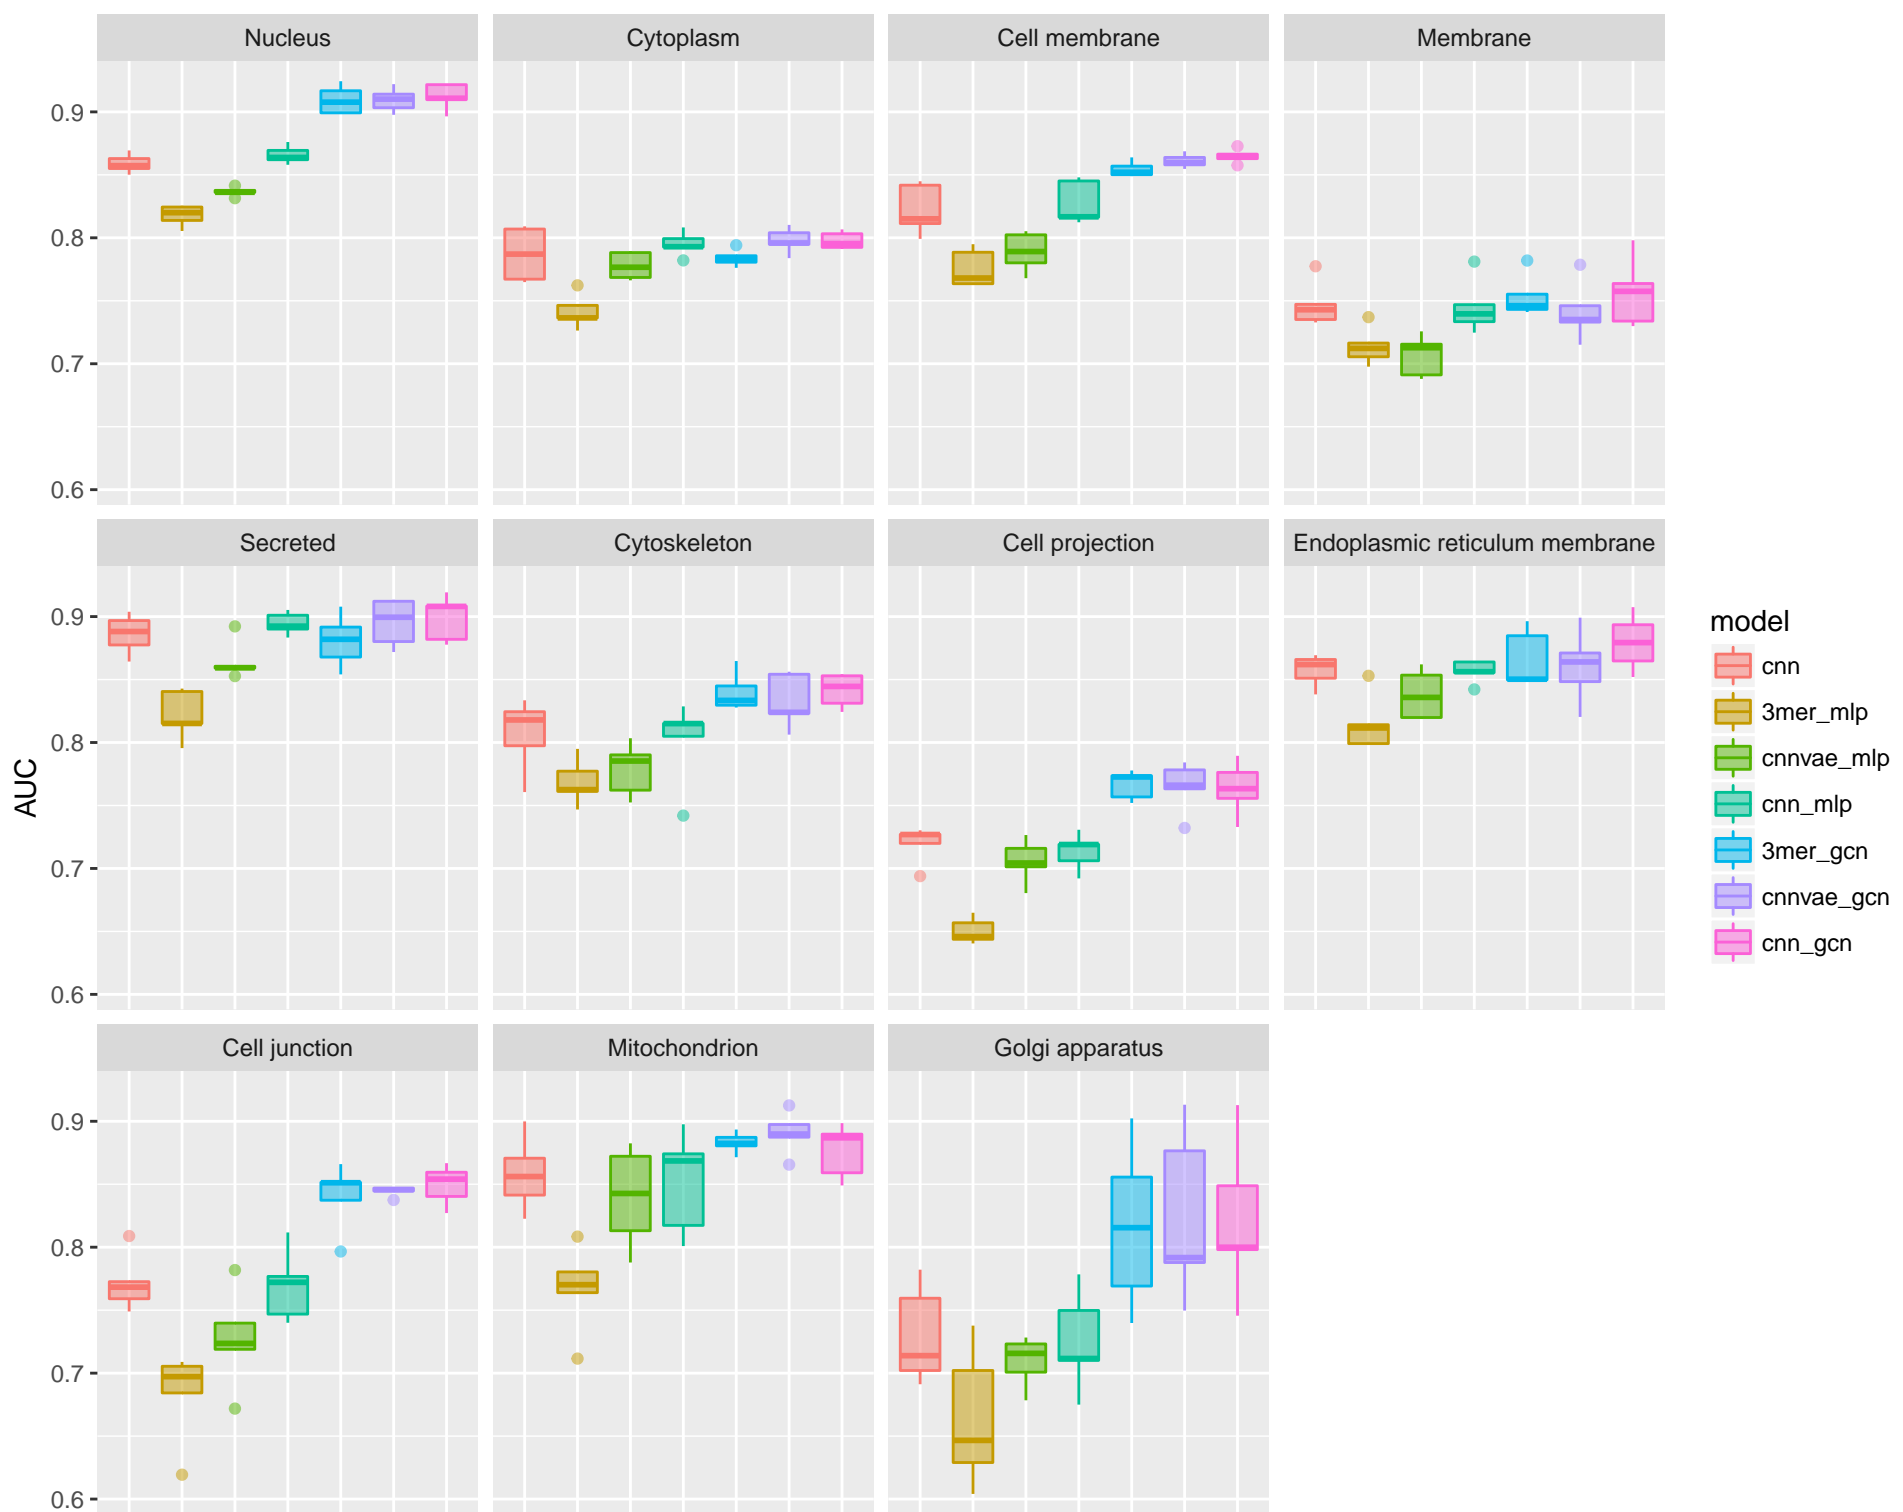 Nucleus
Cytoplasm
Cell membrane
Membrane
0.9
0.8
0.7
0.6
Secreted
Cytoskeleton
Cell projection
Endoplasmic reticulum membrane
0.9
0.8
0.7
0.6
AUC
Cell junction
Mitochondrion
Golgi apparatus
0.9
0.8
0.7
0.6
model
cnn
3mer_mlp
cnnvae_mlp
cnn_mlp
3mer_gcn
cnnvae_gcn
cnn_gcn